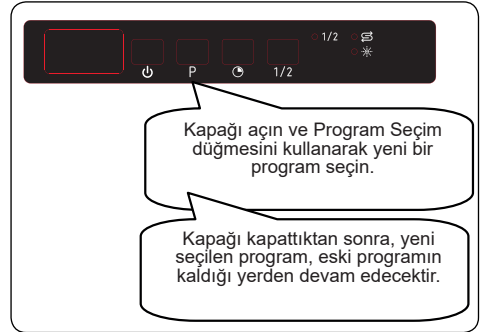 1/2
P
1/2
Kapağı açın ve Program Seçim
düğmesini kullanarak yeni bir
program seçin.
Kapağı kapattıktan sonra, yeni
seçilen program, eski programın
kaldığı yerden devam edecektir.